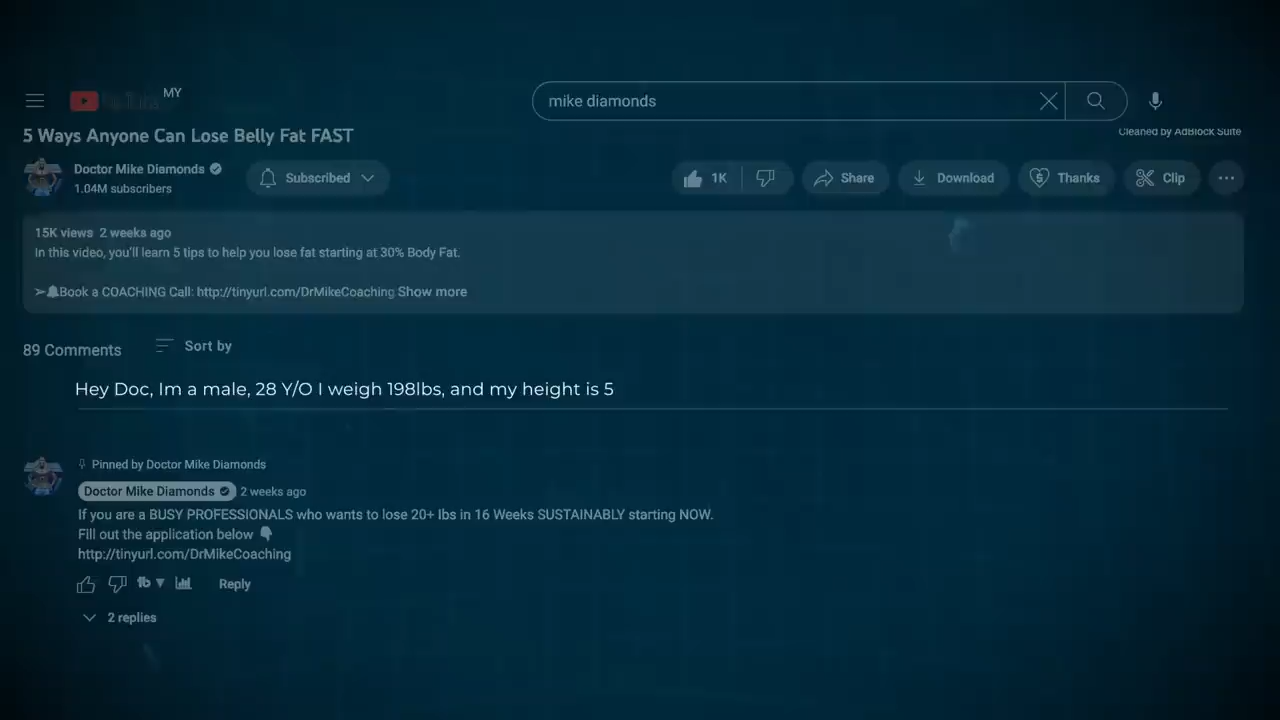 MY
mike diamonds
5 Ways Anyone Can Lose Belly Fat FAST
Cleaned by AdBlock Suite
Doctor Mike Diamonds
1.04M subscribers
Subscribed
1K
Share
Download
Thanks
Clip
15K views 2 weeks ago
In this video, you'll learn 5 tips to help you lose fat starting at 30% Body Fat.
➢🔔Book a COACHING Call: http://tinyurl.com/DrMikeCoaching Show more
89 Comments
Sort by
Hey Doc, Im a male, 28 Y/O I weigh 198lbs, and my height is 5
Pinned by Doctor Mike Diamonds
Doctor Mike Diamonds 2 weeks ago
If you are a BUSY PROFESSIONALS who wants to lose 20+ lbs in 16 Weeks SUSTAINABLY starting NOW.
Fill out the application below 👇
http://tinyurl.com/DrMikeCoaching
Reply
2 replies